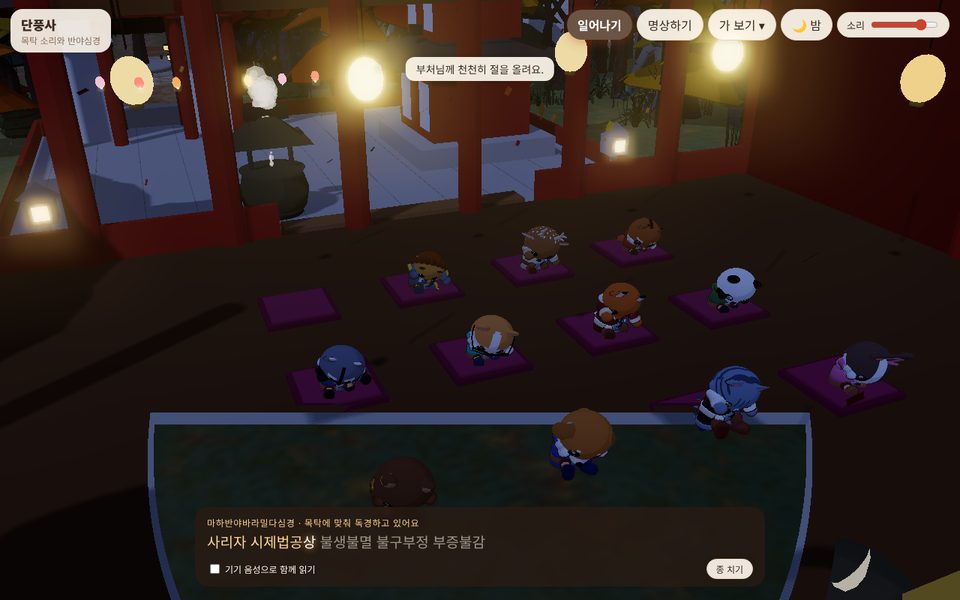 단풍사
목탁 소리와 반야심경
일어나기
명상하기
가 보기 ▾
🌙 밤
소리
부처님께 천천히 절을 올려요.
마하반야바라밀다심경 · 목탁에 맞춰 독경하고 있어요
사리자 시제법공상 불생불멸 불구부정 부증불감
기기 음성으로 함께 읽기
종 치기